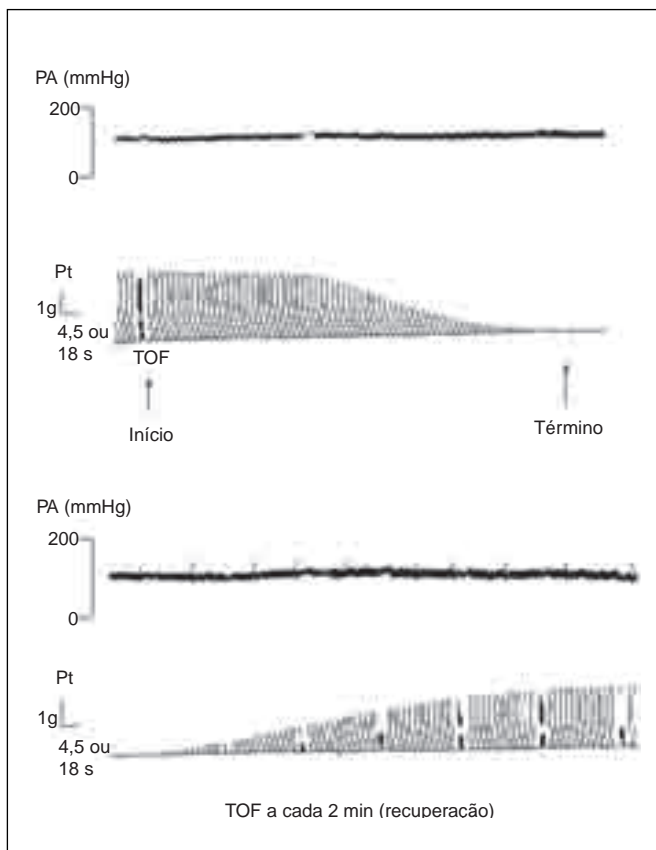 PA (mmHg)
200
0
Pt
1g
4,5 ou
18 s
TOF
Início
Término
PA (mmHg)
200
0
Pt
1g
4,5 ou
18 s
TOF a cada 2 min (recuperação)